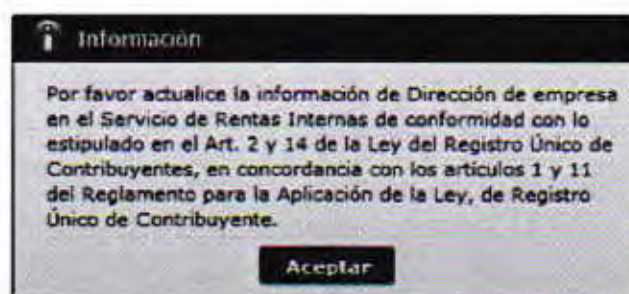 Información
Por favor actualice la información de Dirección de empresa
en el Servicio de Rentas Internas de conformidad con lo
estipulado en el Art. 2 y 14 de la Ley del Registro Único de
Contribuyentes, en concordancia con los artículos 1 y 11
del Reglamento para la Aplicación de la Ley, de Registro
Único de Contribuyente.
Aceptar